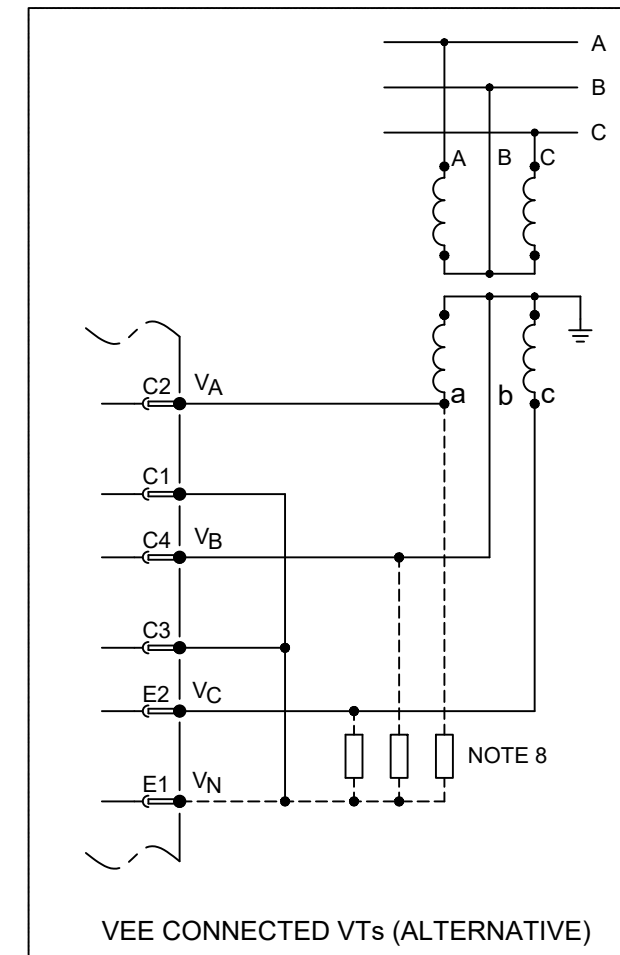 A
B
C
A B C
a b c
C2 VA
C1
C4 VB
C3
E2 VC
NOTE 8
E1 VN
VEE CONNECTED VTs (ALTERNATIVE)